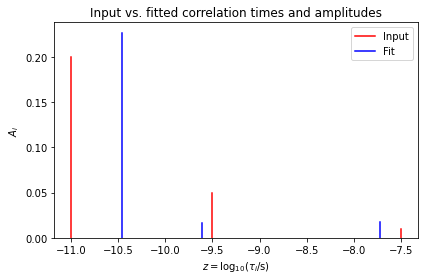 Input vs. fitted correlation times and amplitudes
Input
Fit
0.20
0.15
0.10
0.05
0.00
A_i
−11.0 −10.5 −10.0 −9.5 −9.0 −8.5 −8.0 −7.5
z = log₁₀(τᵢ/s)